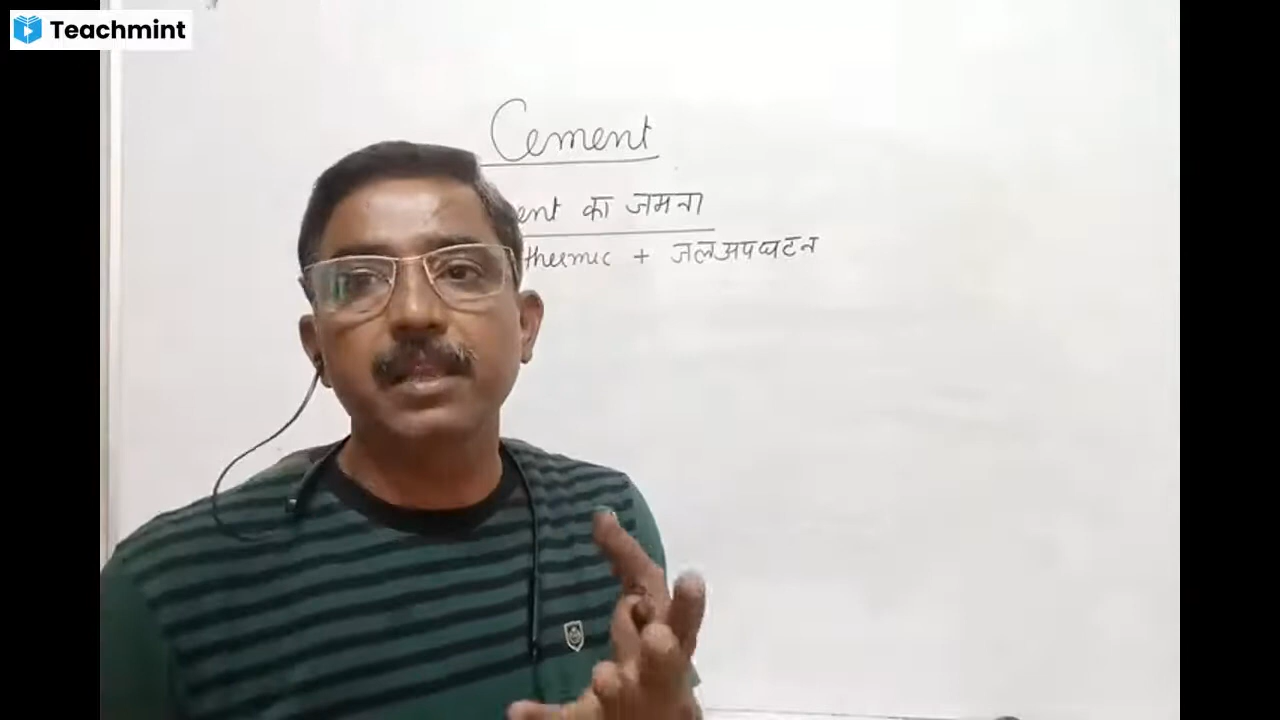 Teachmint
Cement
ent का जमना
thermic + जलअपघटन